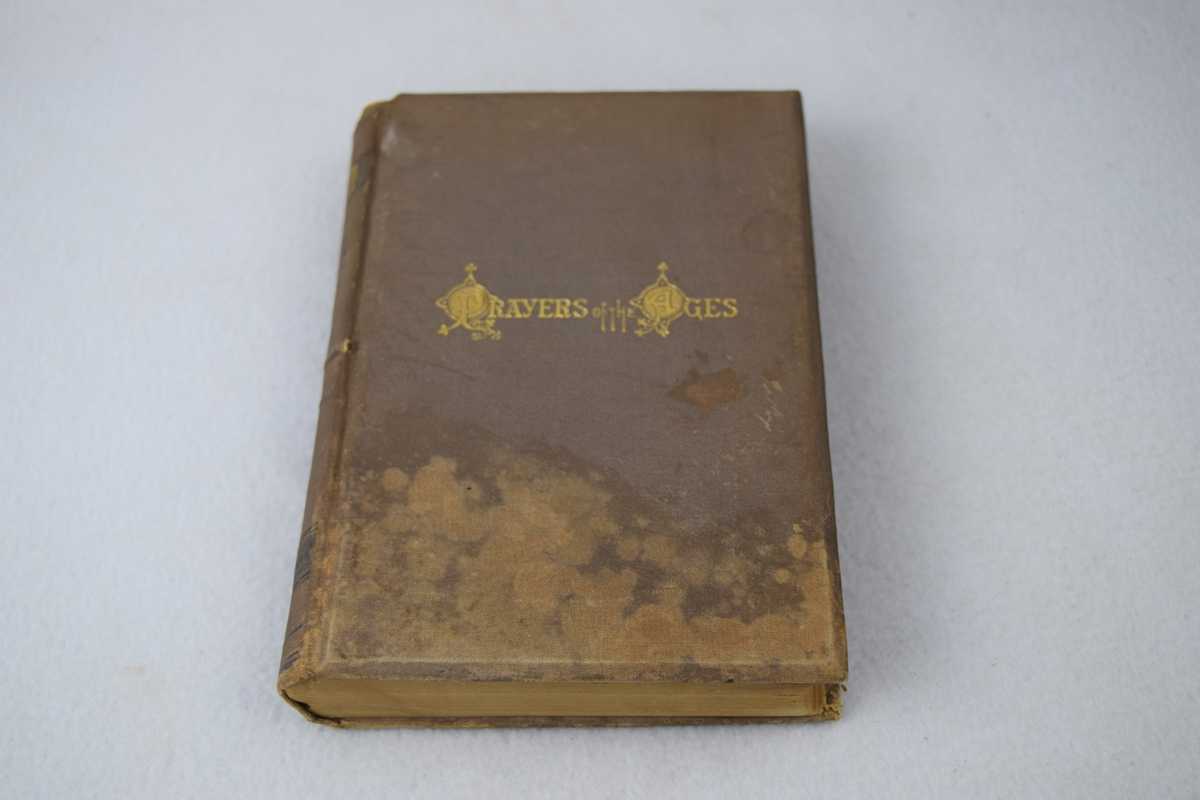 PRAYERS of the AGES